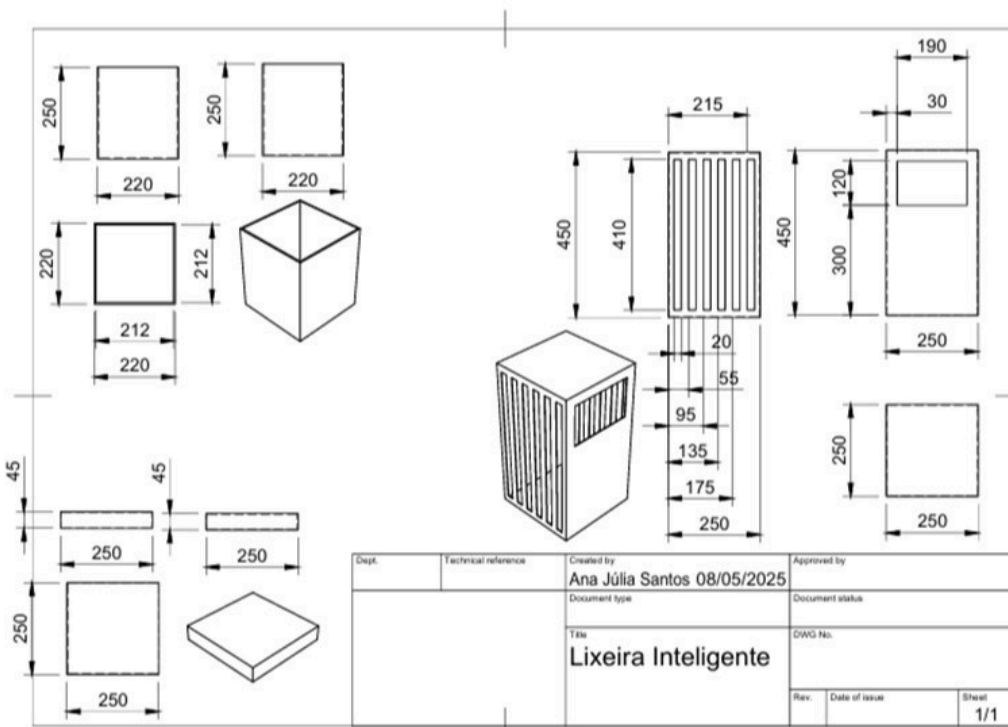 250
220
250
220
220
212
212
220
215
450
410
20
55
95
135
175
250
190
30
120
450
300
250
250
250
45
250
45
250
250
250
Dept.
Technical reference
Created by
Ana Júlia Santos 08/05/2025
Approved by
Document type
Document status
Title
Lixeira Inteligente
DWG No.
Rev.
Date of issue
Sheet
1/1